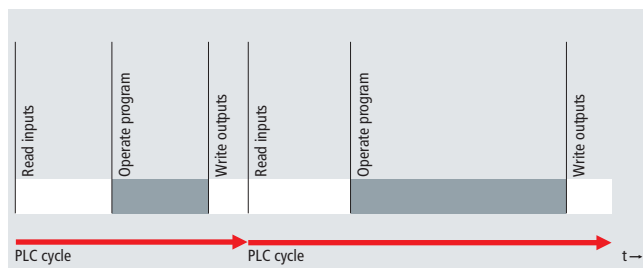 Read inputs
Operate program
Write outputs
Read inputs
Operate program
Write outputs
PLC cycle
PLC cycle
t→